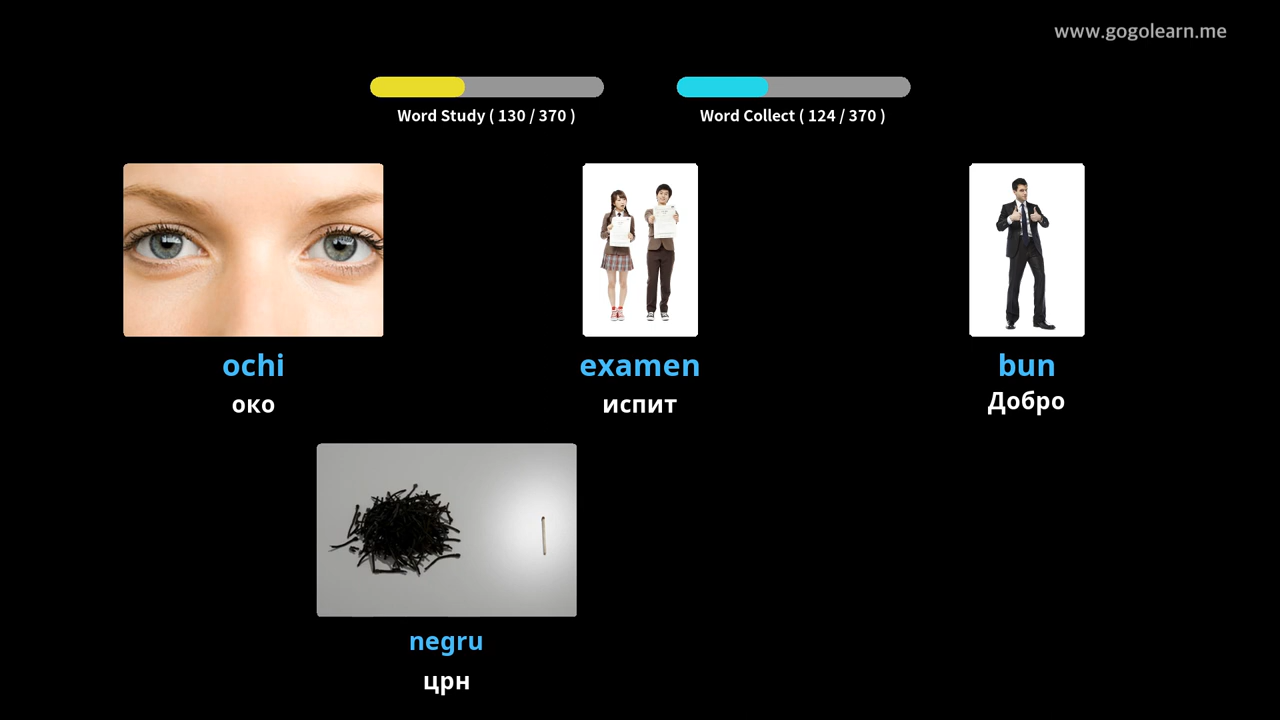 www.gogolearn.me
Word Study ( 130 / 370 )
Word Collect ( 124 / 370 )
ochi
око
examen
испит
bun
Добро
negru
црн